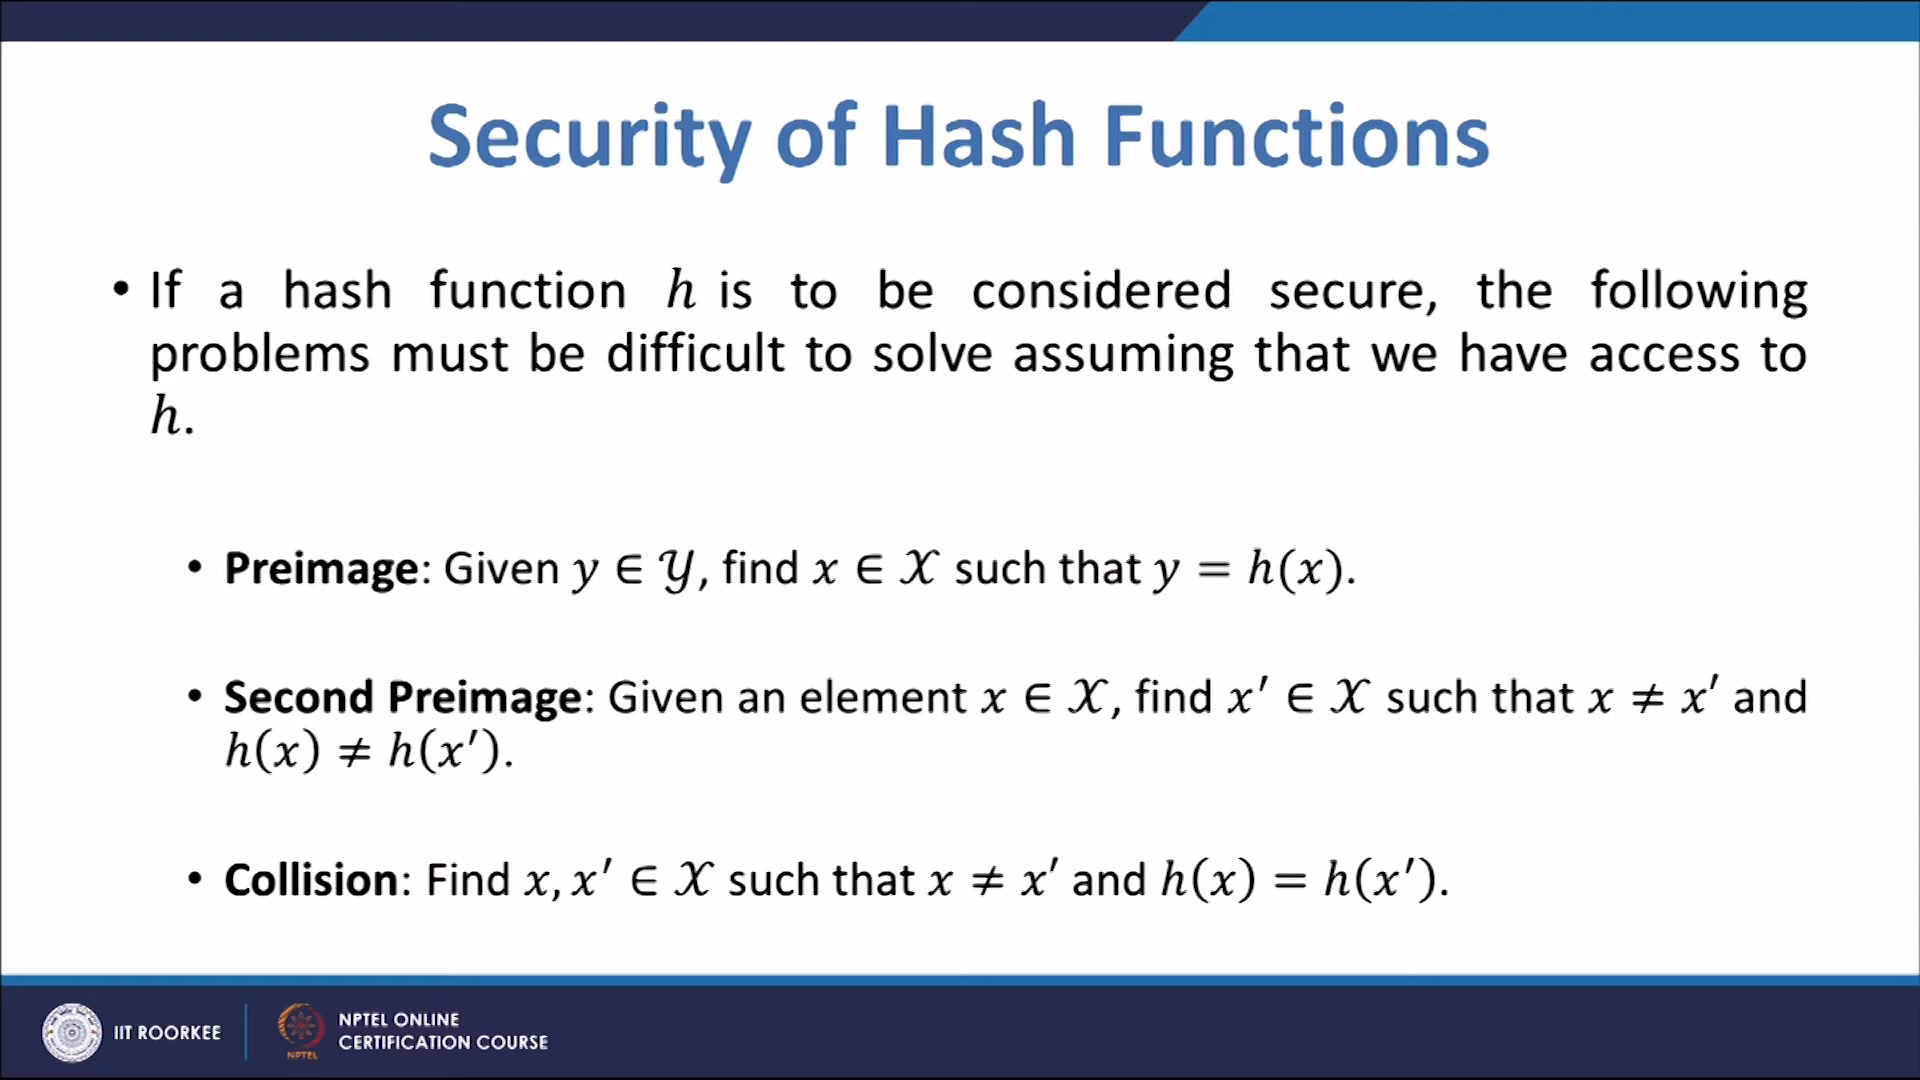 Security of Hash Functions
• If a hash function ℎ is to be considered secure, the following
problems must be difficult to solve assuming that we have access to
ℎ.
• Preimage: Given 𝑦 ∈ 𝒴, find 𝑥 ∈ 𝒳 such that 𝑦 = ℎ(𝑥).
• Second Preimage: Given an element 𝑥 ∈ 𝒳, find 𝑥′ ∈ 𝒳 such that 𝑥 ≠ 𝑥′ and
ℎ(𝑥) ≠ ℎ(𝑥′).
• Collision: Find 𝑥, 𝑥′ ∈ 𝒳 such that 𝑥 ≠ 𝑥′ and ℎ(𝑥) = ℎ(𝑥′).
IIT ROORKEE
NPTEL
NPTEL ONLINE
CERTIFICATION COURSE